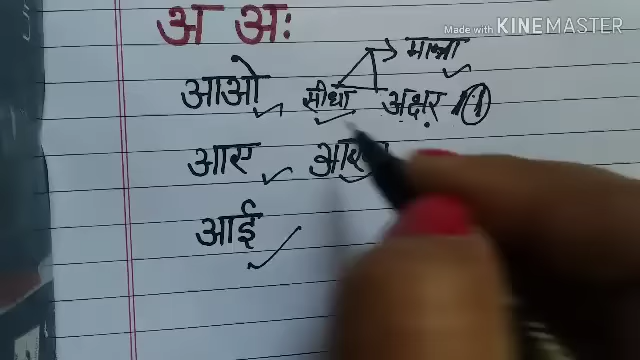 Made with KINEMASTER
अ अः
मात्रा
आओ सीधा अक्षर
आए
आई